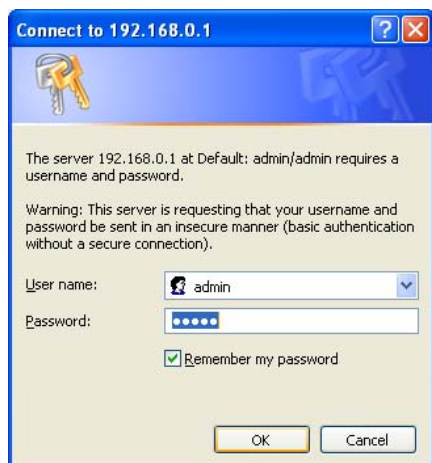 Connect to 192.168.0.1
The server 192.168.0.1 at Default: admin/admin requires a
username and password.
Warning: This server is requesting that your username and
password be sent in an insecure manner (basic authentication
without a secure connection).
User name:
admin
Password:
●●●●●
Remember my password
OK
Cancel